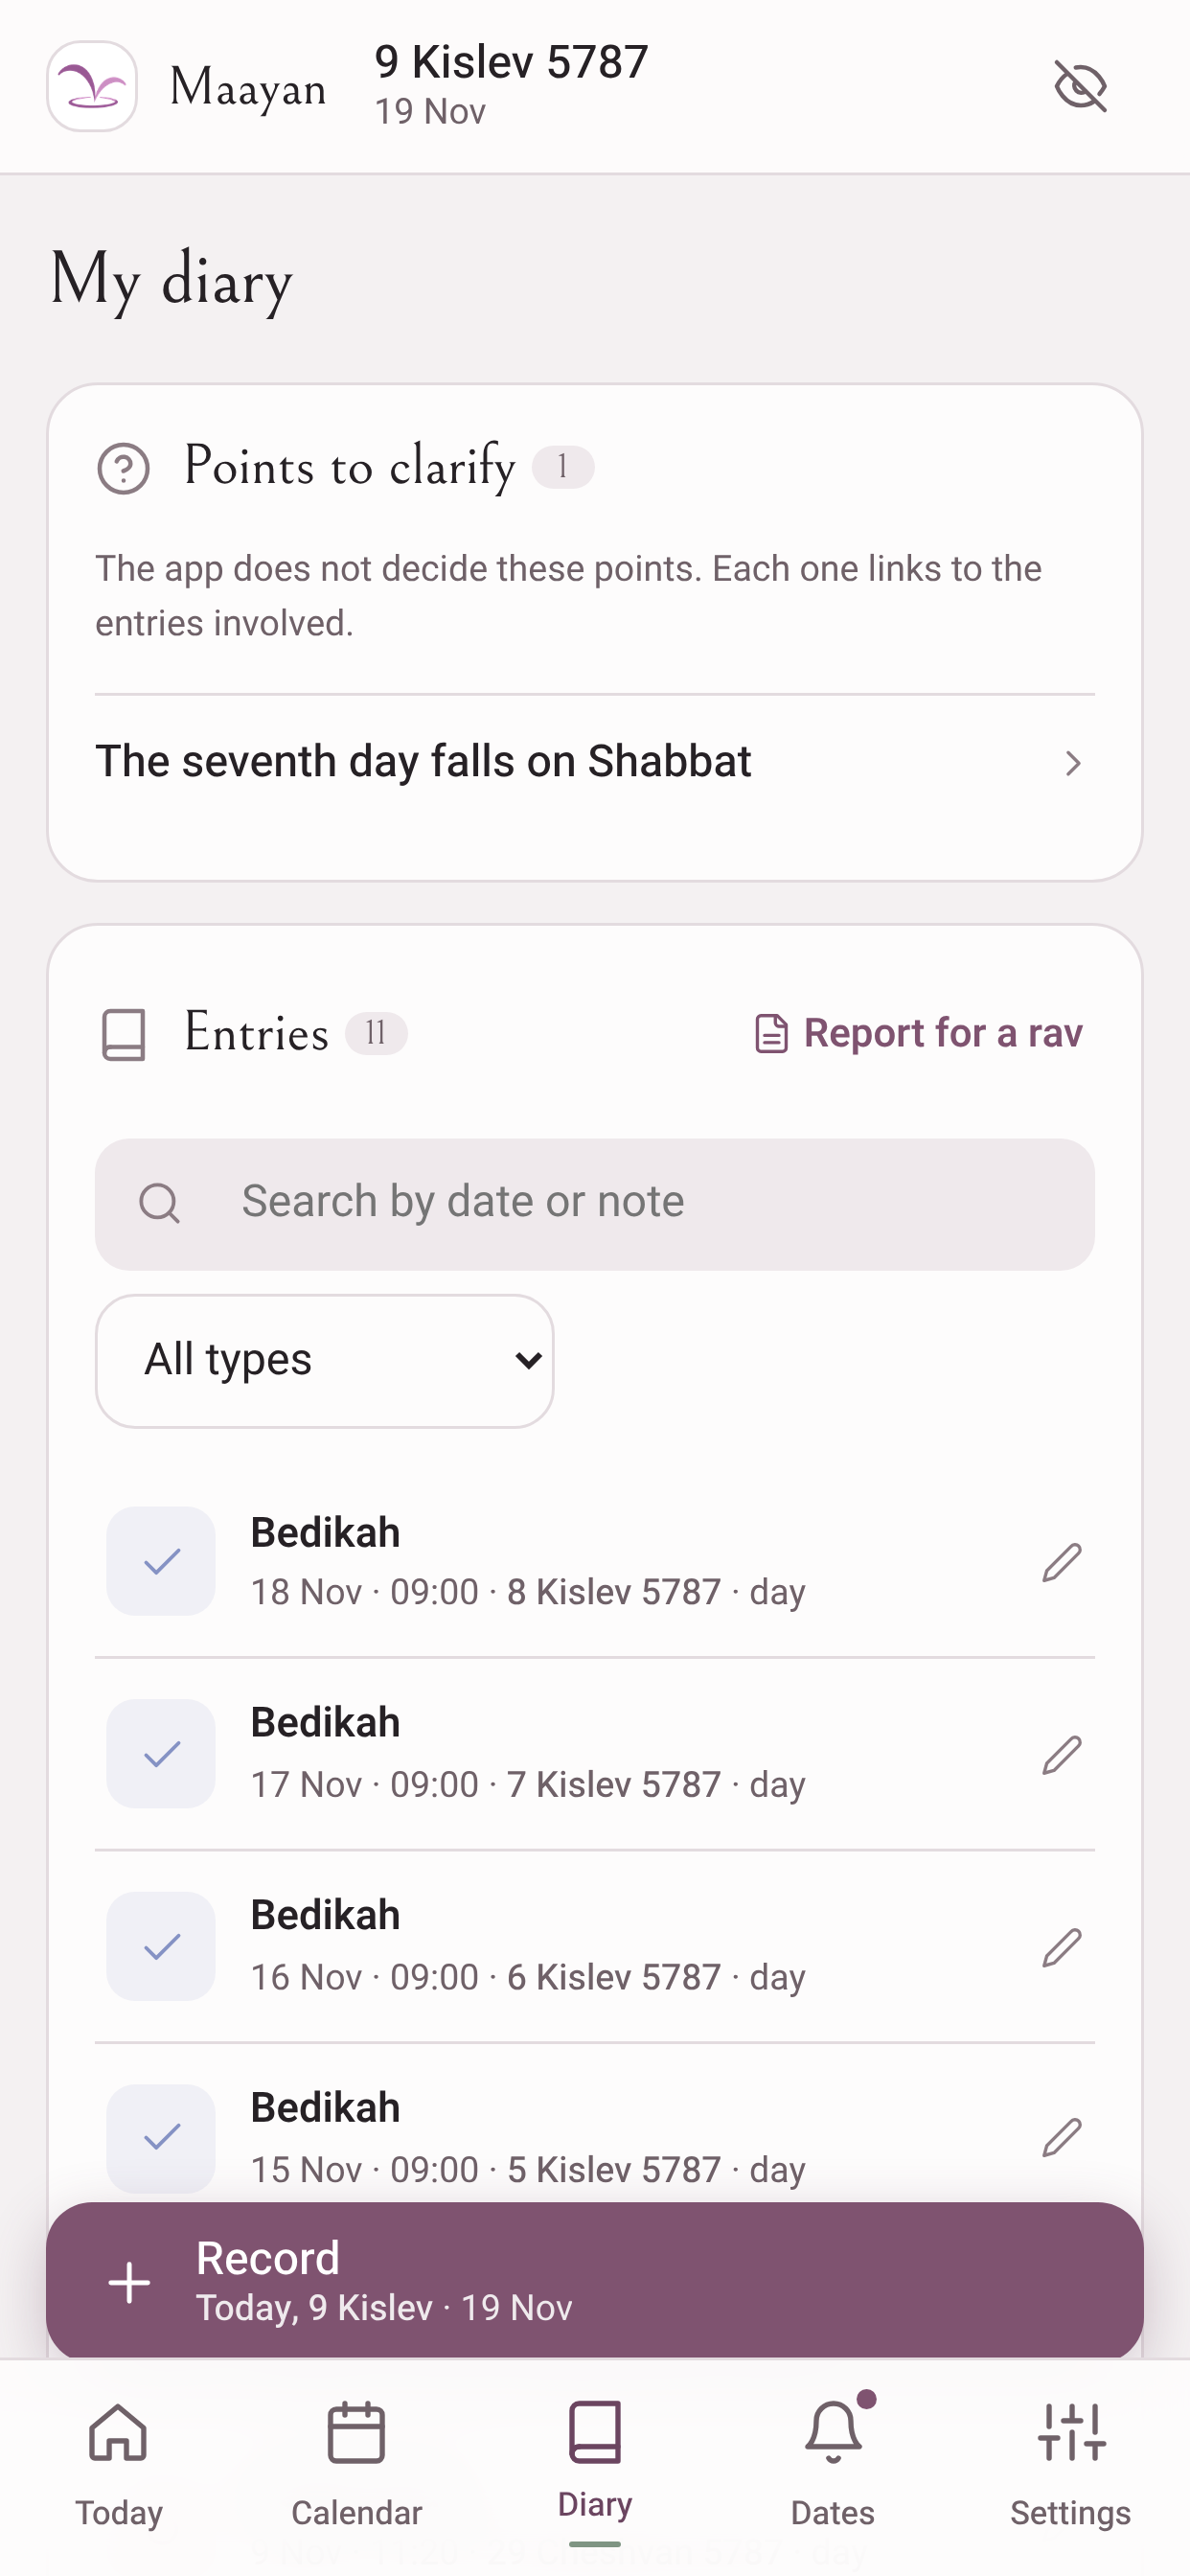 Maayan
9 Kislev 5787
19 Nov
My diary
Points to clarify 1
The app does not decide these points. Each one links to the
entries involved.
The seventh day falls on Shabbat
Entries 11
Report for a rav
Search by date or note
All types
Bedikah
18 Nov · 09:00 · 8 Kislev 5787 · day
Bedikah
17 Nov · 09:00 · 7 Kislev 5787 · day
Bedikah
16 Nov · 09:00 · 6 Kislev 5787 · day
Bedikah
15 Nov · 09:00 · 5 Kislev 5787 · day
Record
Today, 9 Kislev · 19 Nov
Today
Calendar
Diary
Dates
Settings